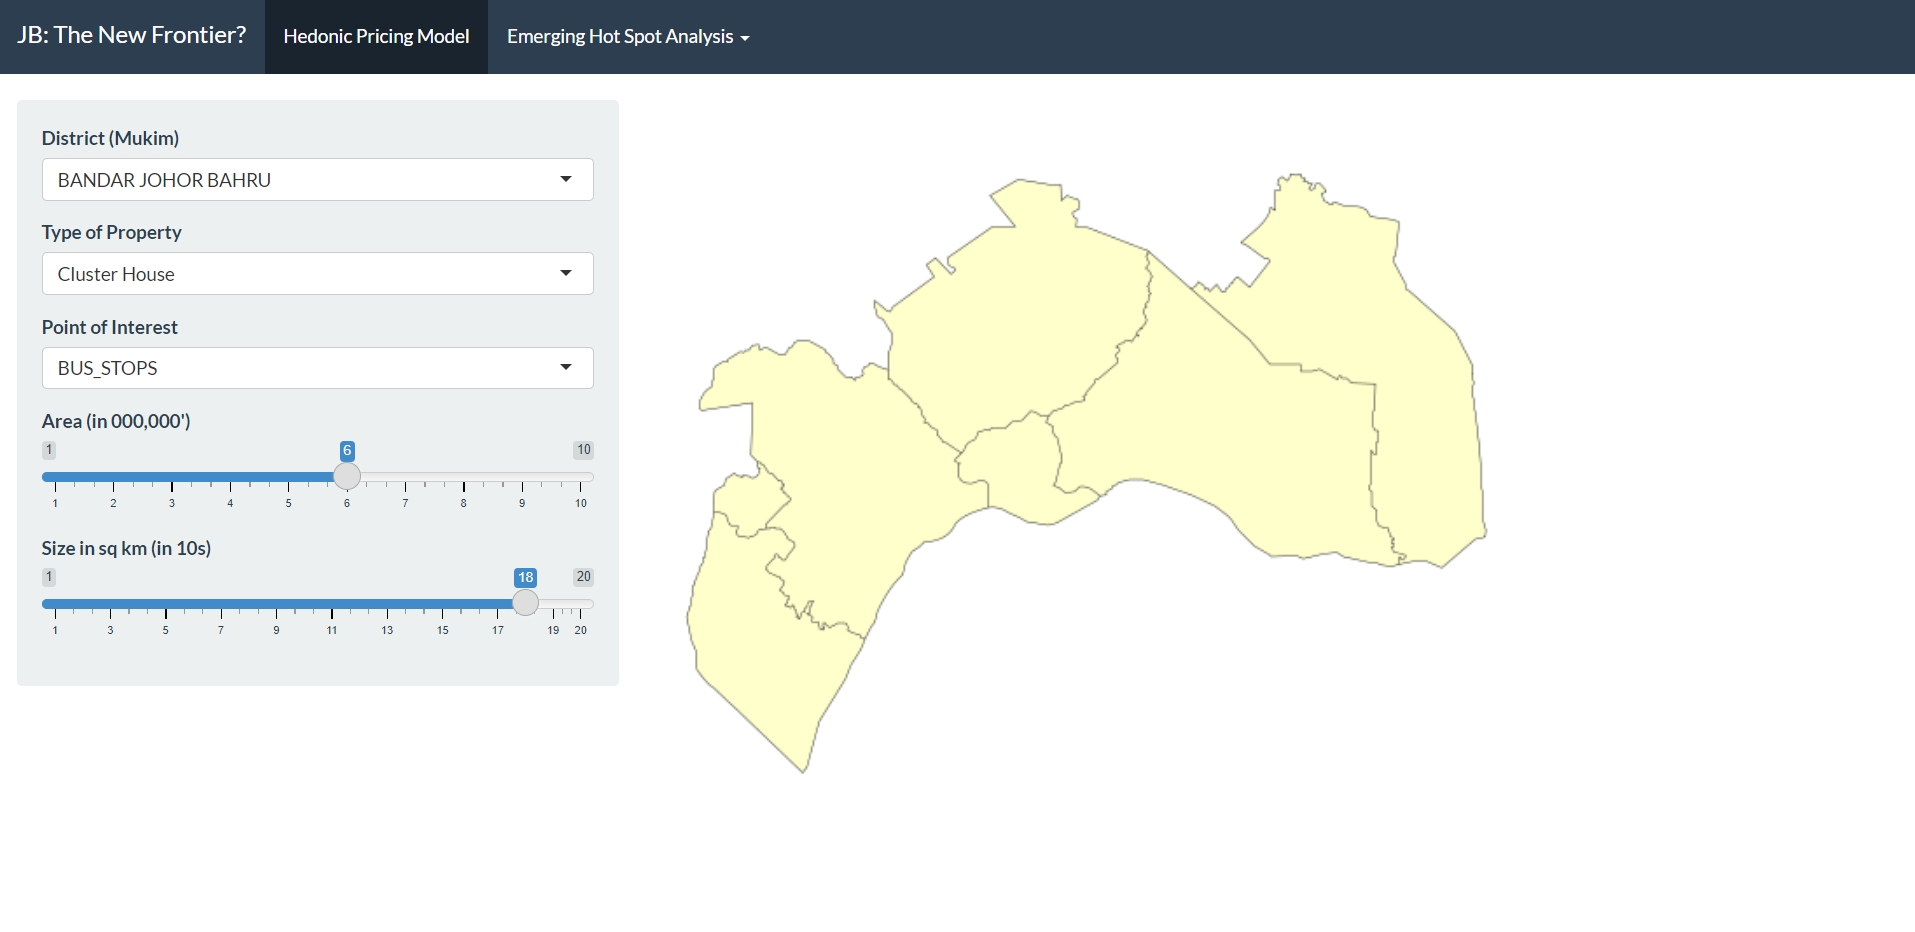 JB: The New Frontier? Hedonic Pricing Model Emerging Hot Spot Analysis
District (Mukim)
BANDAR JOHOR BAHRU
Type of Property
Cluster House
Point of Interest
BUS_STOPS
Area (in 000,000')
1 6 10
1 2 3 4 5 6 7 8 9 10
Size in sq km (in 10s)
1 18 20
1 3 5 7 9 11 13 15 17 19 20